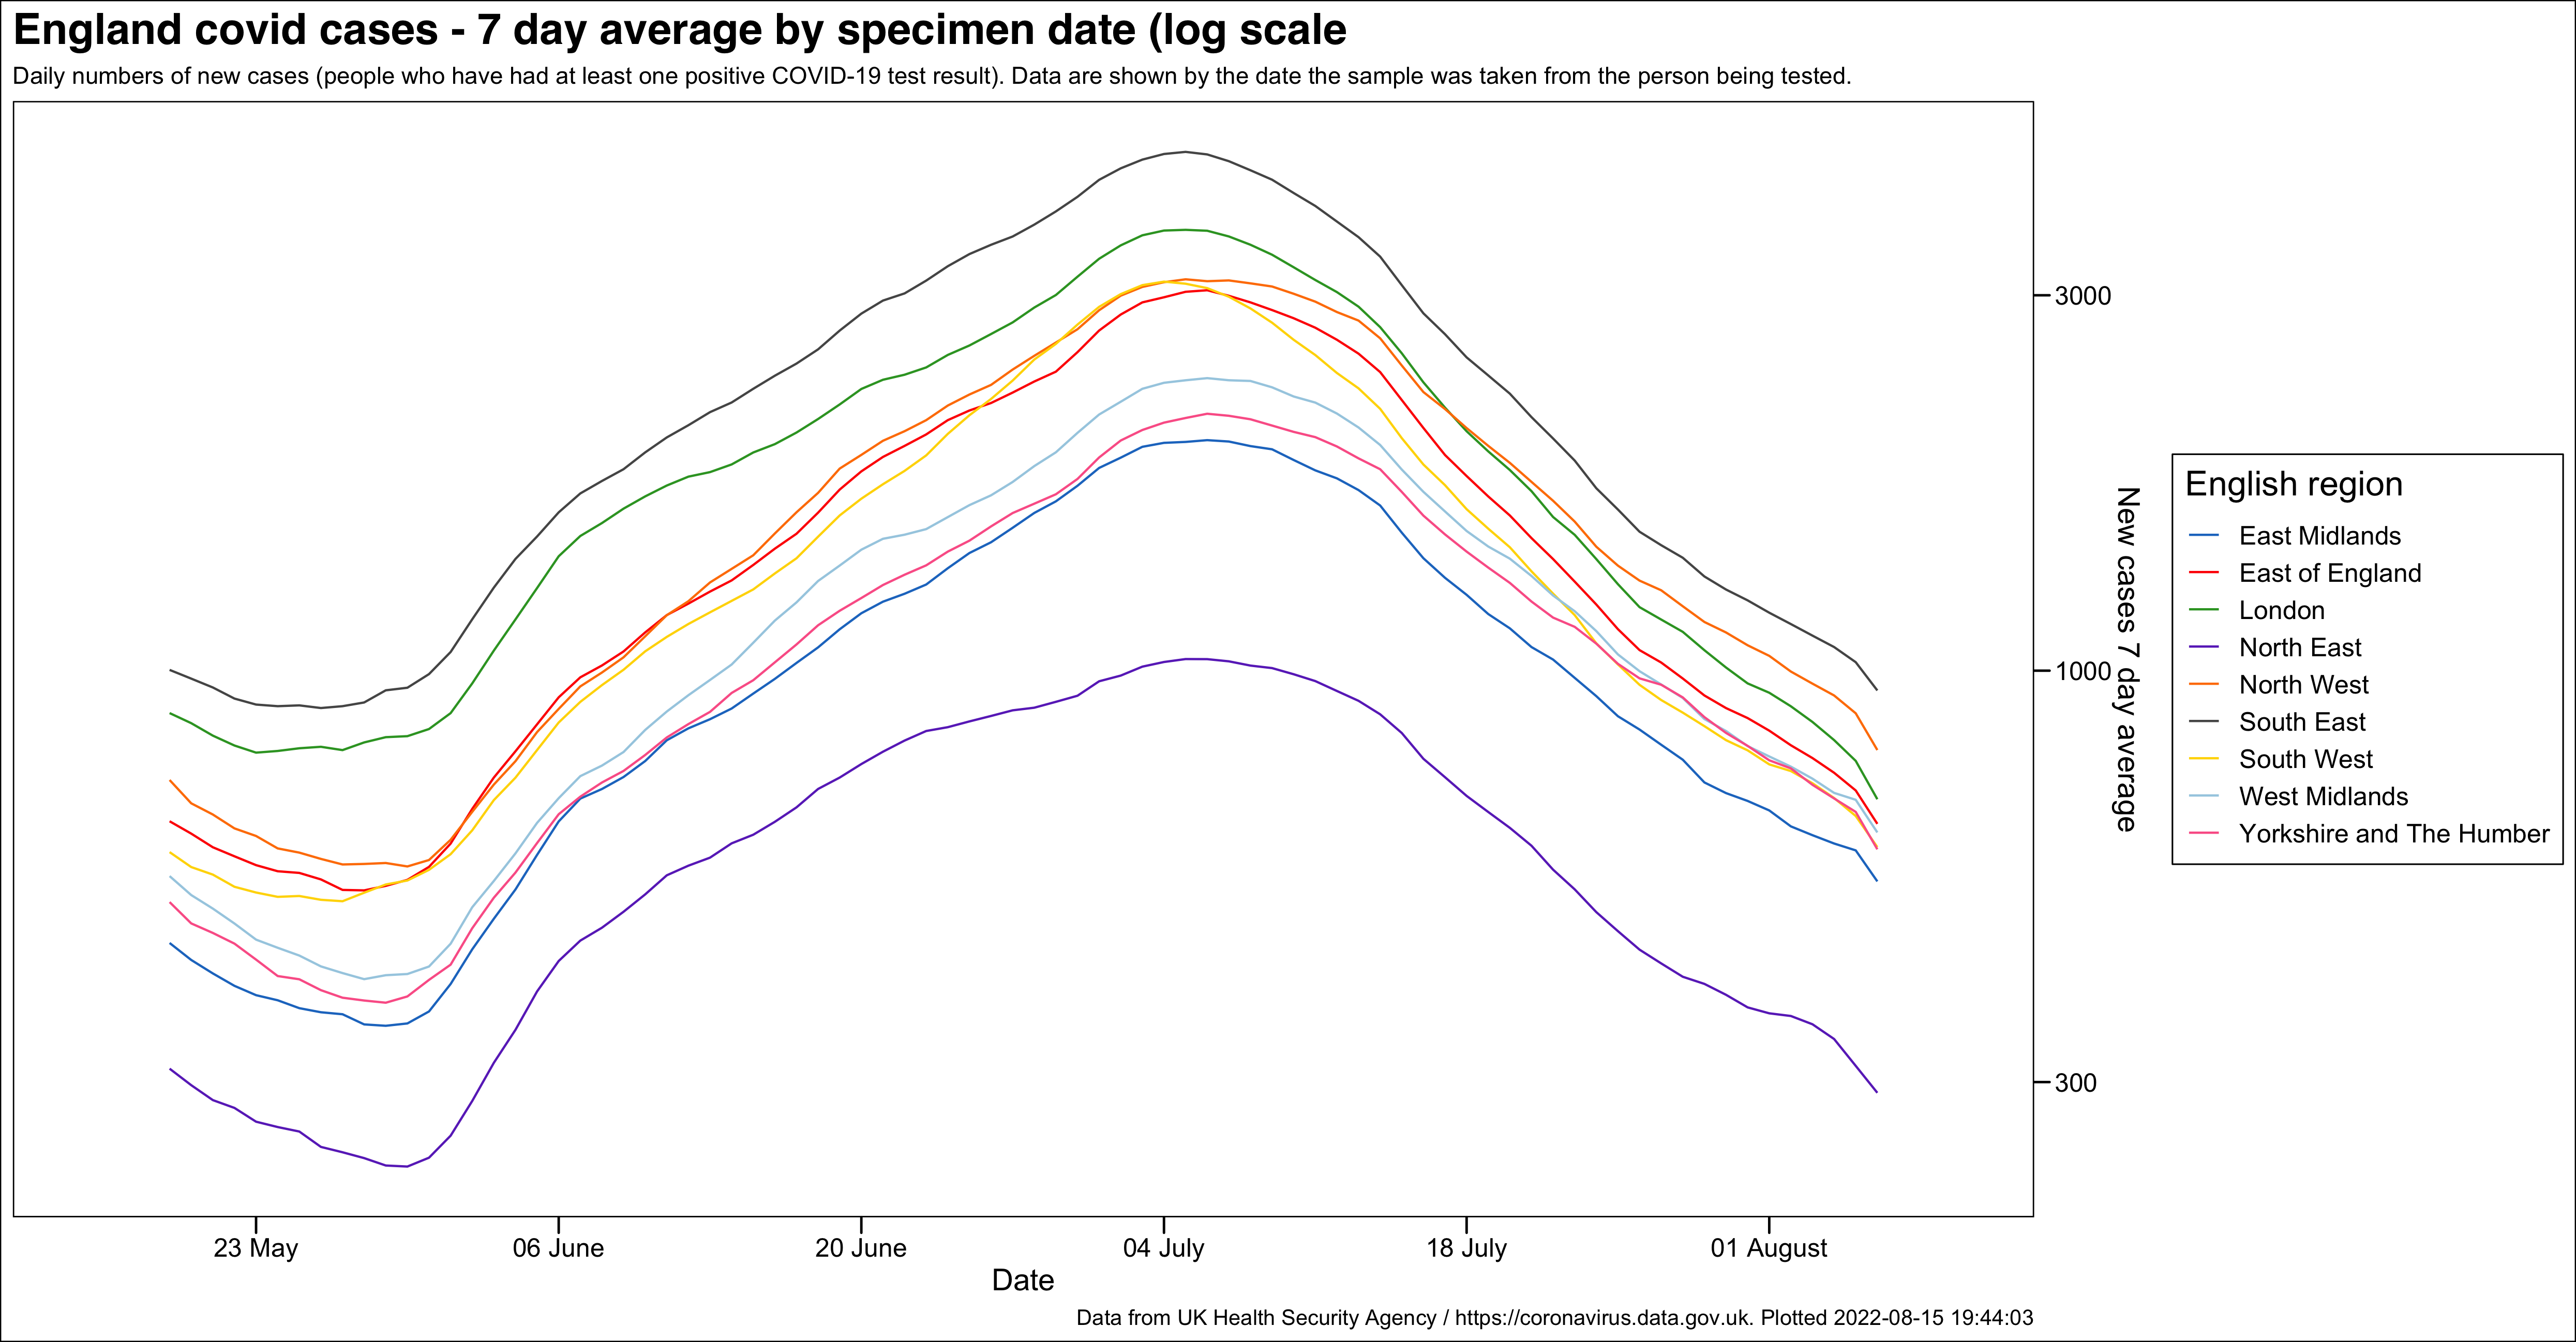 England covid cases - 7 day average by specimen date (log scale
Daily numbers of new cases (people who have had at least one positive COVID-19 test result). Data are shown by the date the sample was taken from the person being tested.
3000
1000
300
New cases 7 day average
English region
East Midlands
East of England
London
North East
North West
South East
South West
West Midlands
Yorkshire and The Humber
23 May
06 June
20 June
04 July
18 July
01 August
Date
Data from UK Health Security Agency / https://coronavirus.data.gov.uk. Plotted 2022-08-15 19:44:03